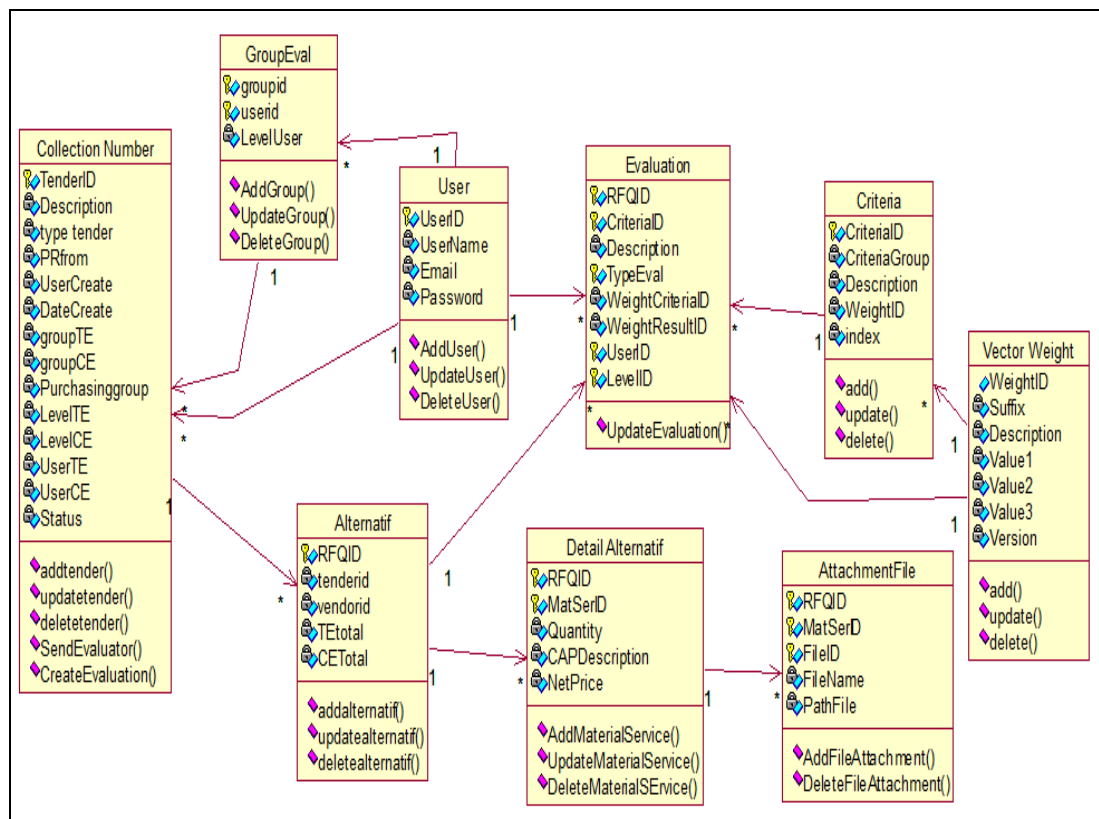 GroupEval
groupid
userid
LevelUser
AddGroup()
UpdateGroup()
DeleteGroup()
1
*
1
Collection Number
TenderID
Description
type tender
PRfrom
UserCreate
DateCreate
groupTE
groupCE
Purchasinggroup
LevelTE
LevelCE
UserTE
UserCE
Status
addtender()
updatetender()
deletetender()
SendEvaluator()
CreateEvaluation()
*
*
1
*
User
UserID
UserName
Email
Password
AddUser()
UpdateUser()
DeleteUser()
1
1
*
Evaluation
RFQID
CriteriaID
Description
TypeEval
WeightCriteriaID
WeightResultID
UserID
LevelID
UpdateEvaluation()
*
*
*
Criteria
CriteriaID
CriteriaGroup
Description
WeightID
index
add()
update()
delete()
1
*
1
1
Vector Weight
WeightID
Suffix
Description
Value1
Value2
Value3
Version
add()
update()
delete()
Alternatif
RFQID
tenderid
vendorid
TEtotal
CETotal
addalternatif()
updatealternatif()
deletealternatif()
1
1
*
Detail Alternatif
RFQID
MatSerID
Quantity
CAPDescription
NetPrice
AddMaterialService()
UpdateMaterialService()
DeleteMaterialSErvice()
1
*
AttachmentFile
RFQID
MatSerID
FileID
FileName
PathFile
AddFileAttachment()
DeleteFileAttachment()